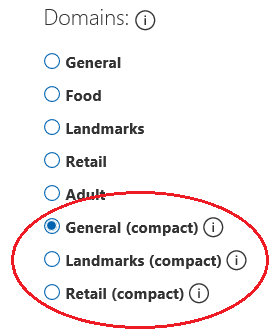 Domains:
General
Food
Landmarks
Retail
Adult
General (compact)
Landmarks (compact)
Retail (compact)